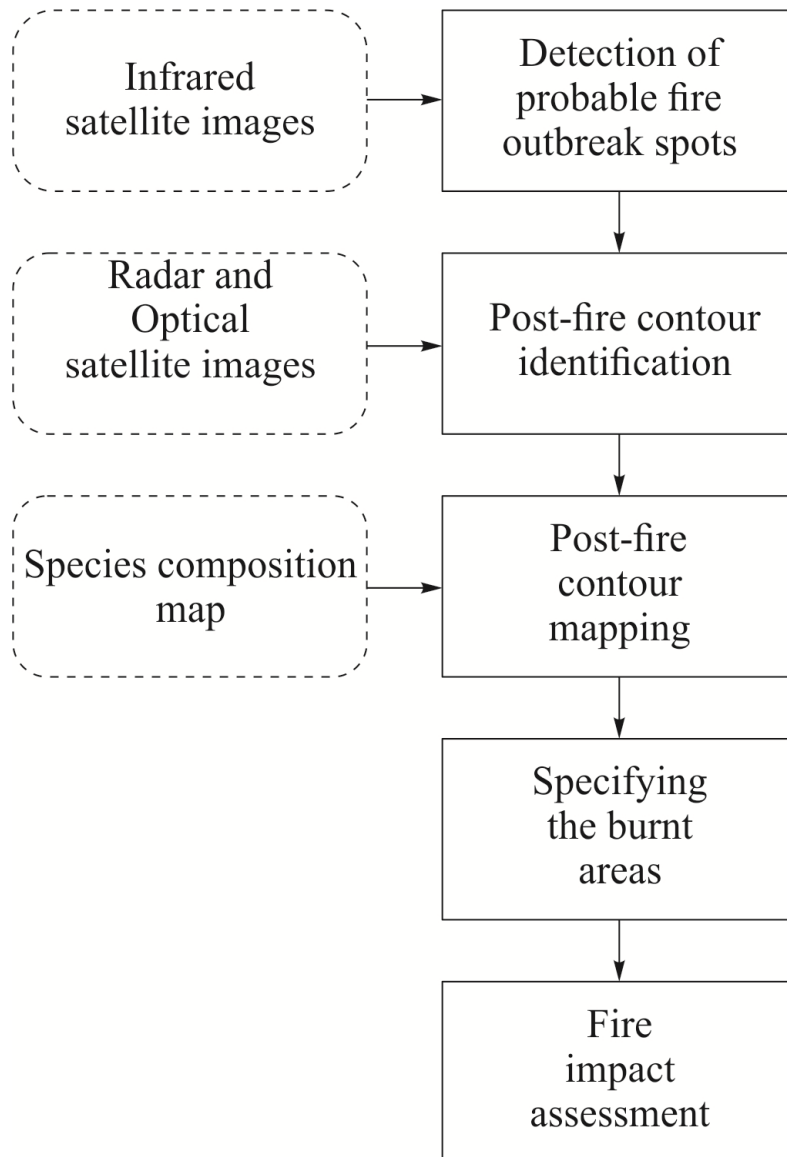 Infrared
satellite images
Detection of
probable fire
outbreak spots
Radar and
Optical
satellite images
Post-fire contour
identification
Species composition
map
Post-fire
contour
mapping
Specifying
the burnt
areas
Fire
impact
assessment